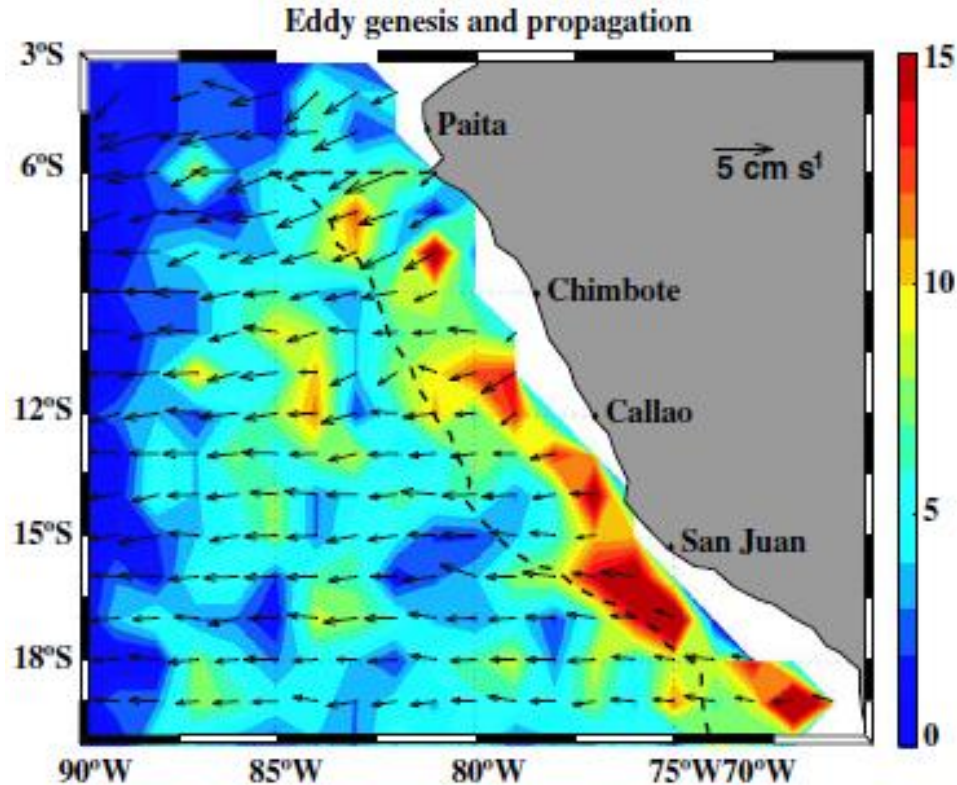 Eddy genesis and propagation
3ºS
6ºS
12ºS
15ºS
18ºS
Paita
5 cm s¹
Chimbote
Callao
San Juan
15
10
5
0
90ºW
85ºW
80ºW
75ºW70ºW